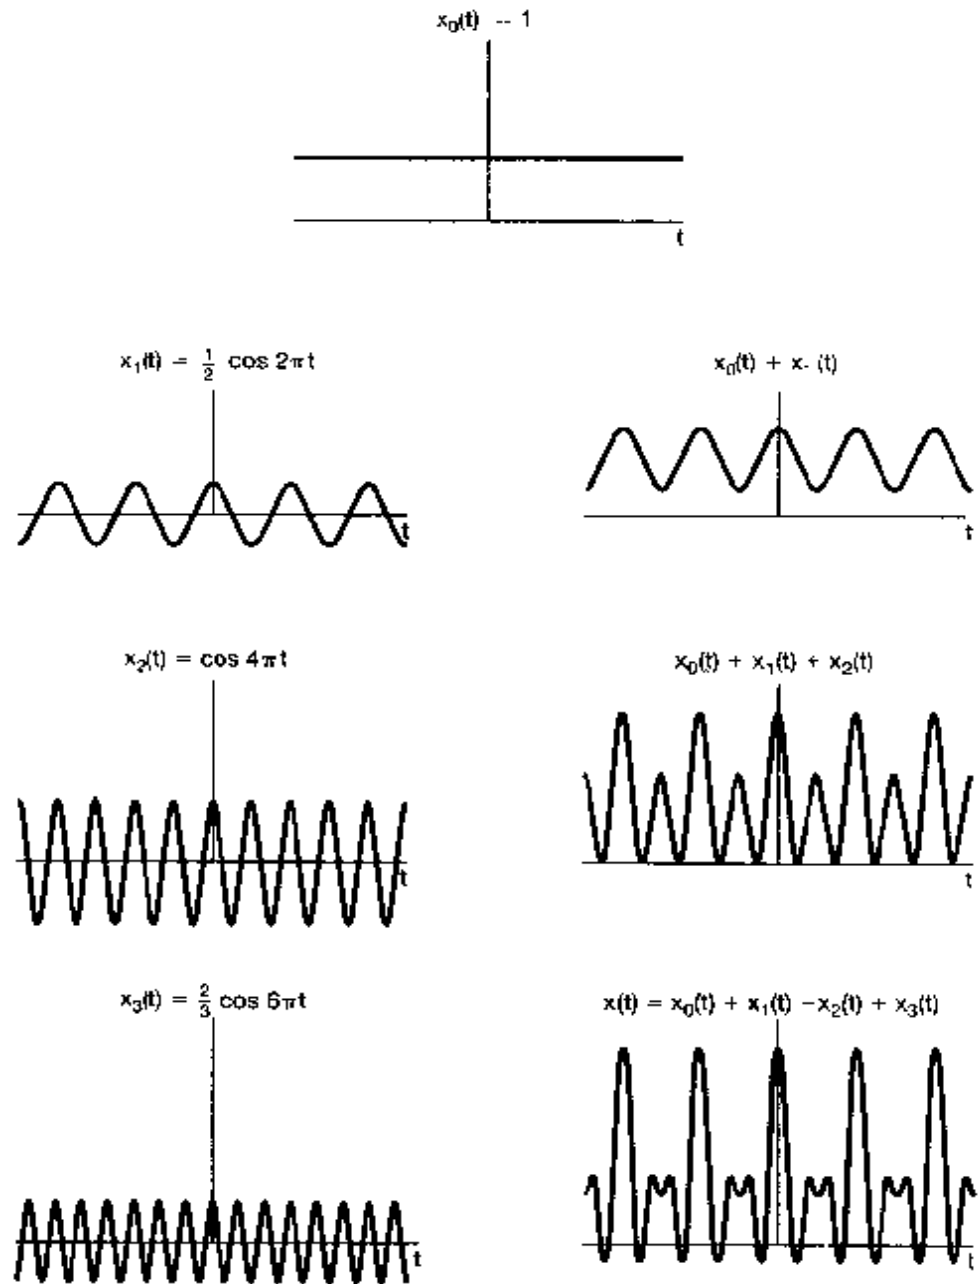 x₀(t) -- 1
t
x₁(t) = ½ cos 2πt
x₀(t) + x- (t)
t
t
x₂(t) = cos 4πt
x₀(t) + x₁(t) + x₂(t)
t
t
x₃(t) = ⅔ cos 6πt
x(t) = x₀(t) + x₁(t) −x₂(t) + x₃(t)
t
t